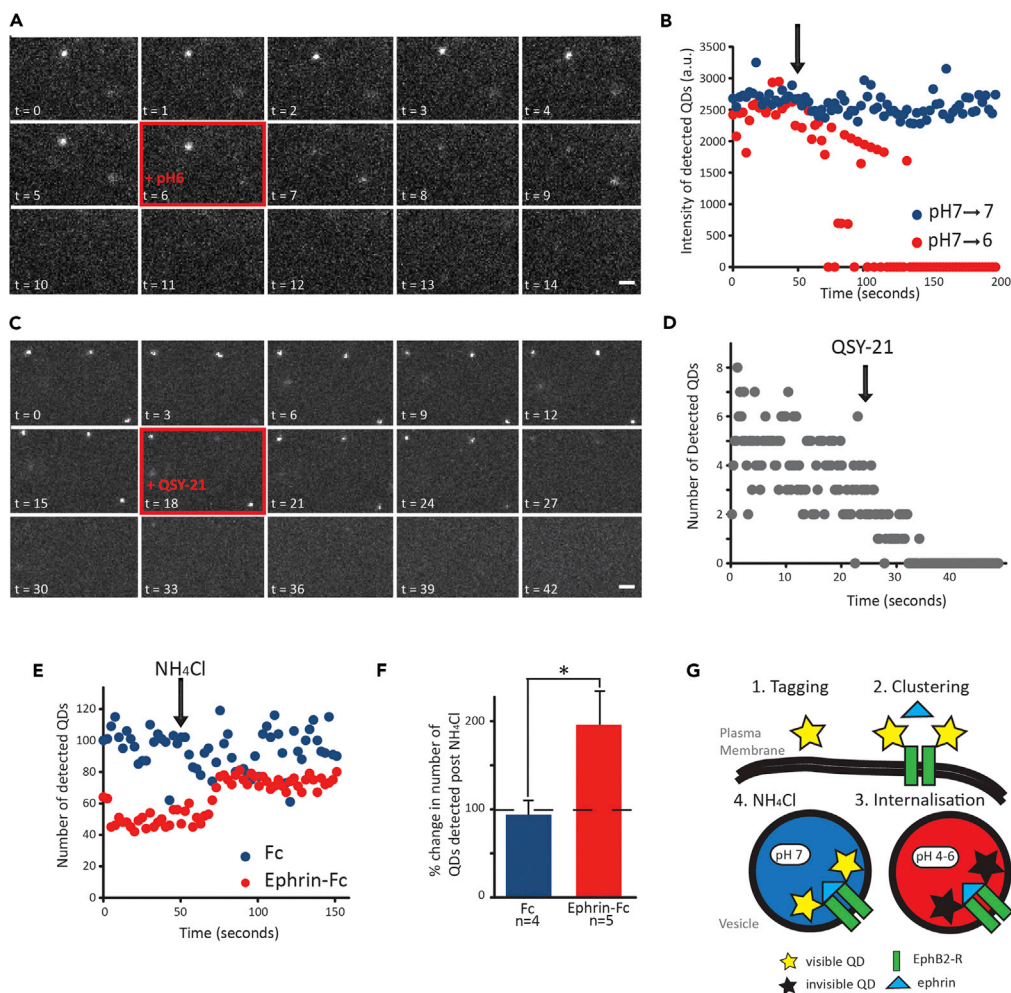 A
t = 0
t = 1
t = 2
t = 3
t = 4
t = 5
+ pH6
t = 6
t = 7
t = 8
t = 9
t = 10
t = 11
t = 12
t = 13
t = 14
B
Intensity of detected QDs (a.u.)
3500
3000
2500
2000
1500
1000
500
0
pH7→7
pH7→6
0
50
100
150
200
Time (seconds)
C
t = 0
t = 3
t = 6
t = 9
t = 12
t = 15
+ QSY-21
t = 18
t = 21
t = 24
t = 27
t = 30
t = 33
t = 36
t = 39
t = 42
D
QSY-21
Number of Detected QDs
8
6
4
2
0
0
10
20
30
40
Time (seconds)
E
NH₄Cl
Number of detected QDs
120
100
80
60
40
20
0
Fc
Ephrin-Fc
0
50
100
150
Time (seconds)
F
*
% change in number of
QDs detected post NH₄Cl
200
100
0
Fc
n=4
Ephrin-Fc
n=5
G
1. Tagging
2. Clustering
Plasma
Membrane
4. NH₄Cl
3. Internalisation
pH 7
pH 4-6
Vesicle
visible QD
EphB2-R
invisible QD
ephrin